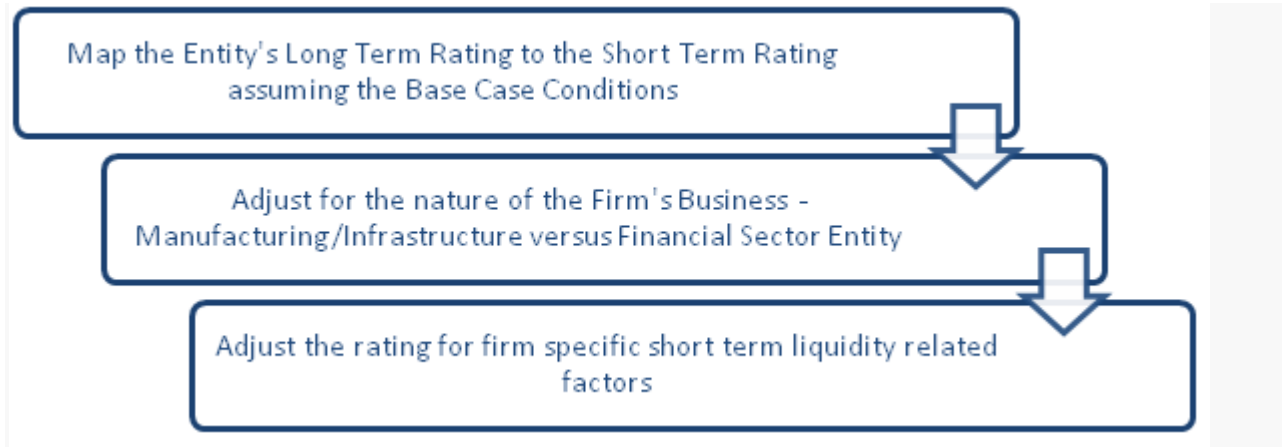 Map the Entity's Long Term Rating to the Short Term Rating
assuming the Base Case Conditions
Adjust for the nature of the Firm's Business -
Manufacturing/Infrastructure versus Financial Sector Entity
Adjust the rating for firm specific short term liquidity related
factors